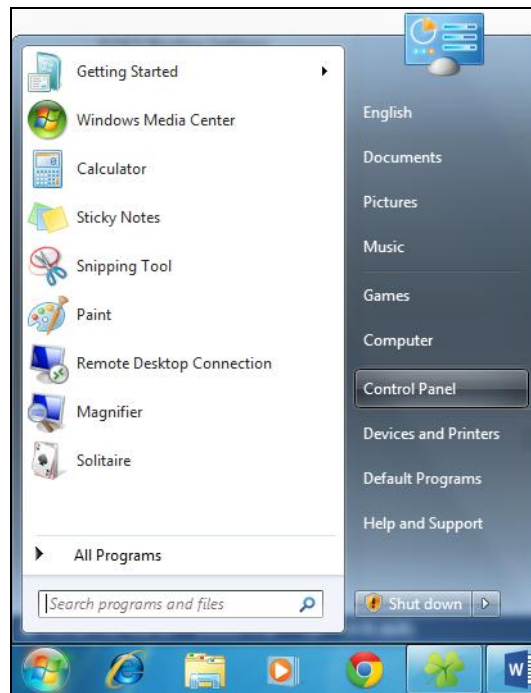 Getting Started
Windows Media Center
Calculator
Sticky Notes
Snipping Tool
Paint
Remote Desktop Connection
Magnifier
Solitaire
All Programs
Search programs and files
English
Documents
Pictures
Music
Games
Computer
Control Panel
Devices and Printers
Default Programs
Help and Support
Shut down
W